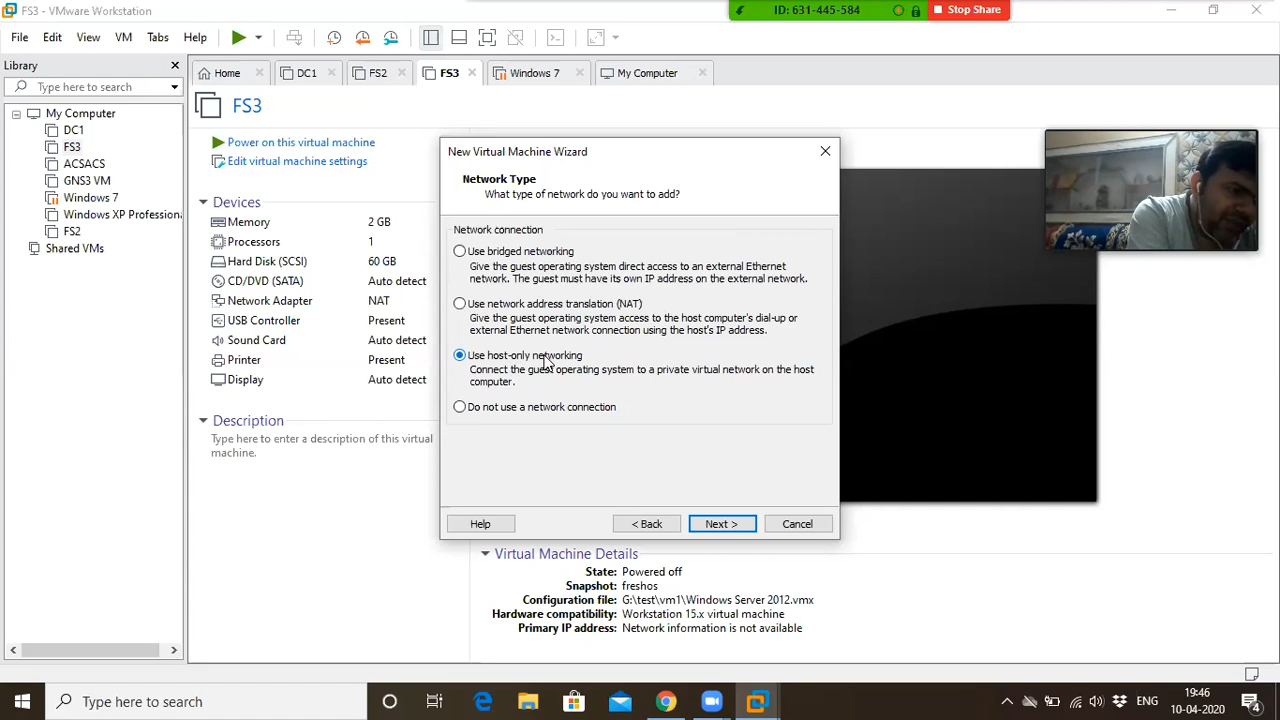 FS3 - VMware Workstation
ID: 631-445-584
Stop Share
File Edit View VM Tabs Help
Library
Type here to search
My Computer
DC1
FS3
ACSACS
GNS3 VM
Windows 7
Windows XP Professiona
FS2
Shared VMs
Home
DC1
FS2
FS3
Windows 7
My Computer
FS3
Power on this virtual machine
Edit virtual machine settings
Devices
Memory 2 GB
Processors 1
Hard Disk (SCSI) 60 GB
CD/DVD (SATA) Auto detect
Network Adapter NAT
USB Controller Present
Sound Card Auto detect
Printer Present
Display Auto detect
Description
Type here to enter a description of this virtual
machine.
New Virtual Machine Wizard
Network Type
What type of network do you want to add?
Network connection
Use bridged networking
Give the guest operating system direct access to an external Ethernet
network. The guest must have its own IP address on the external network.
Use network address translation (NAT)
Give the guest operating system access to the host computer's dial-up or
external Ethernet network connection using the host's IP address.
Use host-only networking
Connect the guest operating system to a private virtual network on the host
computer.
Do not use a network connection
Help
< Back
Next >
Cancel
Virtual Machine Details
State: Powered off
Snapshot: freshos
Configuration file: G:\test\vm1\Windows Server 2012.vmx
Hardware compatibility: Workstation 15.x virtual machine
Primary IP address: Network information is not available
Type here to search
ENG
19:46
10-04-2020
4